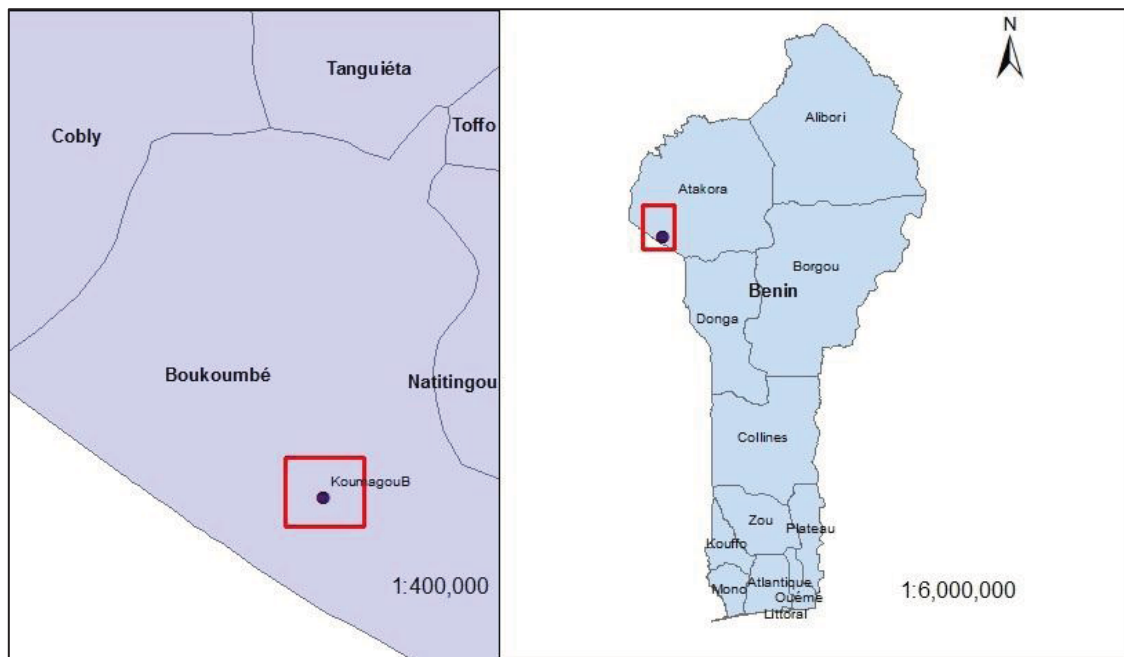 Tanguiéta
Toffo
Cobly
Boukoumbé
Natitingou
KoumagouB
1:400,000
N
Alibori
Atakora
Borgou
Benin
Donga
Collines
Zou
Plateau
Kouffo
Atlantique
Mono
Ouémé
Littoral
1:6,000,000